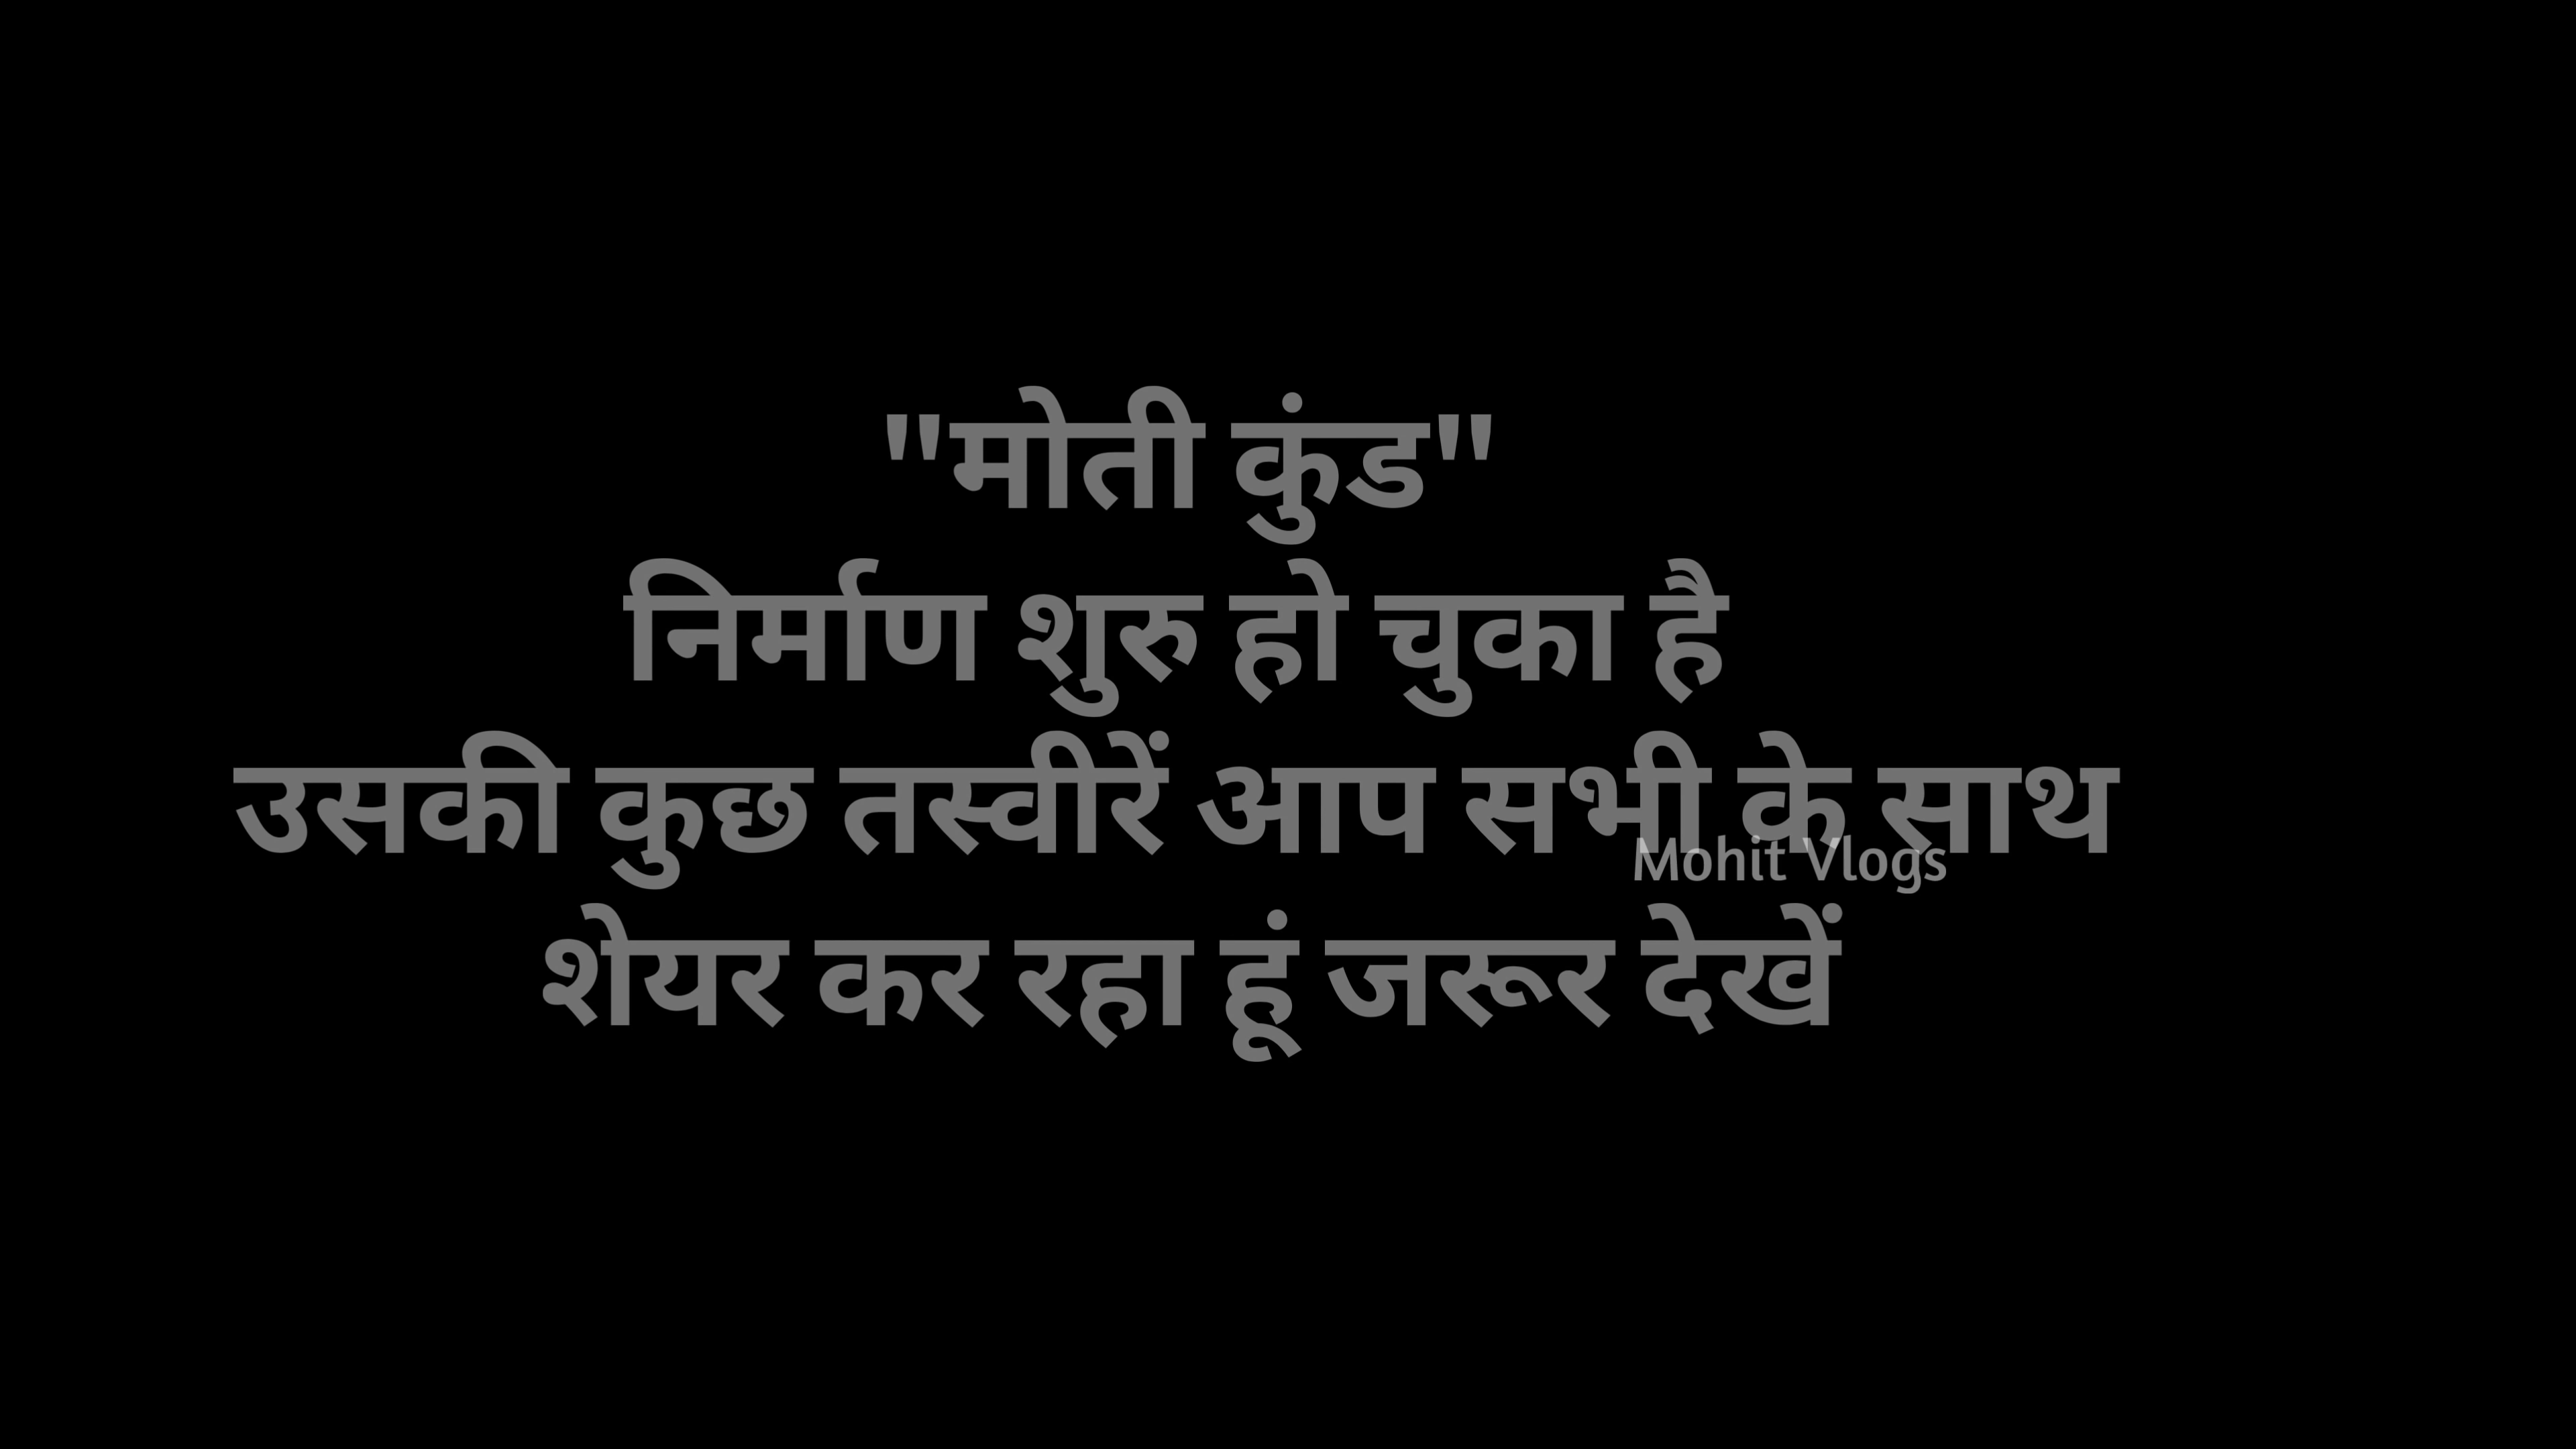 "मोती कुंड"
निर्माण शुरु हो चुका है
उसकी कुछ तस्वीरें आप सभी के साथ
Mohit Vlogs
शेयर कर रहा हूं जरूर देखें